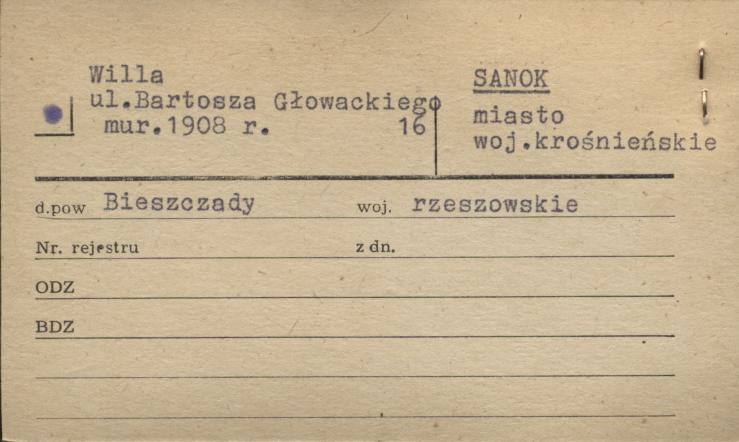 Willa
ul.Bartosza Głowackiego
mur.1908 r. 16
SANOK
miasto
woj.krośnieńskie
d.pow Bieszczady woj. rzeszowskie
Nr. rejestru z dn.
ODZ
BDZ